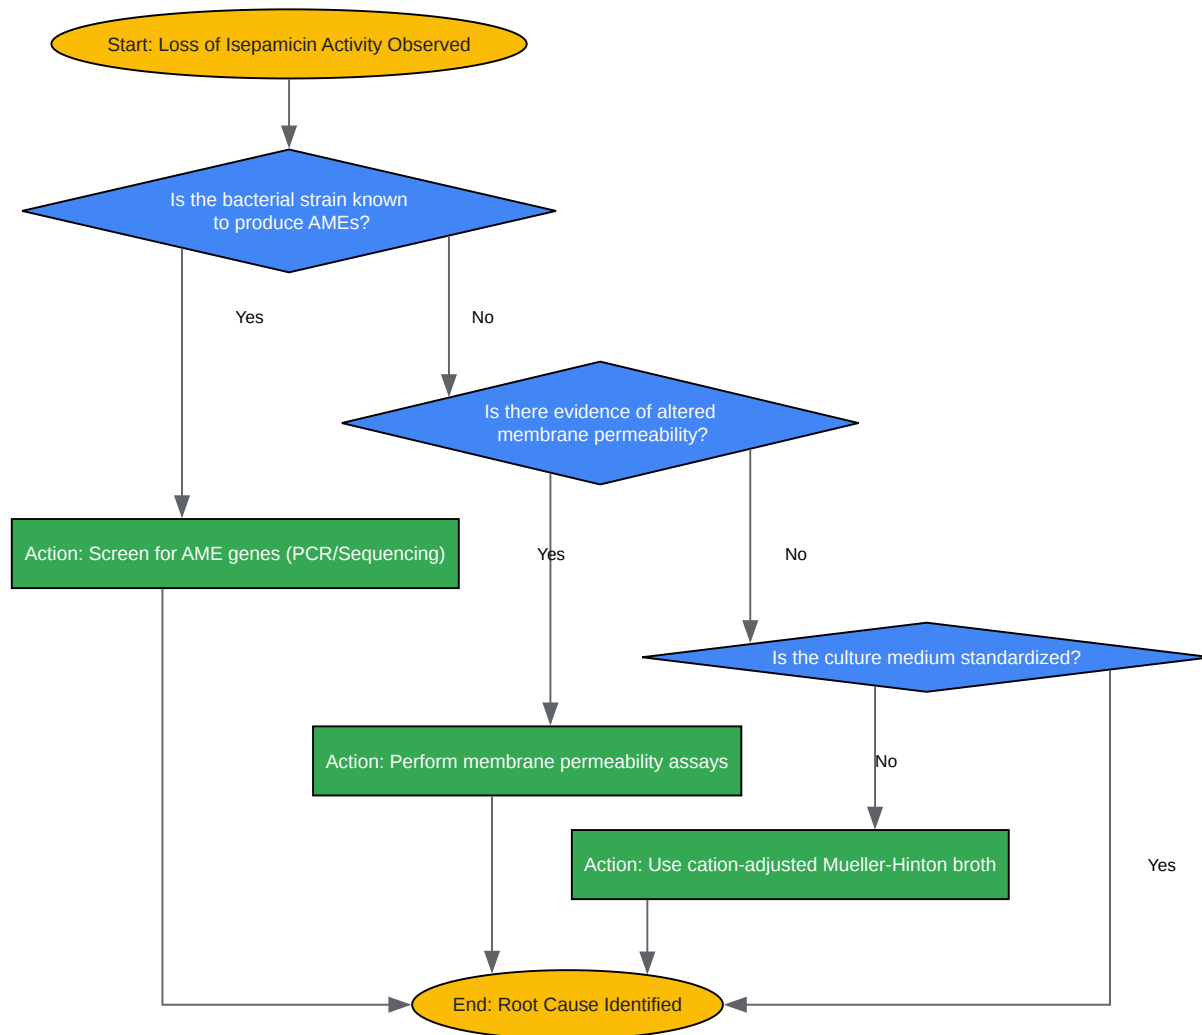 Start: Loss of Isepamicin Activity Observed
Is the bacterial strain known
to produce AMEs?
Yes
No
Is there evidence of altered
membrane permeability?
Action: Screen for AME genes (PCR/Sequencing)
Yes
No
Is the culture medium standardized?
Action: Perform membrane permeability assays
No
Action: Use cation-adjusted Mueller-Hinton broth
Yes
End: Root Cause Identified